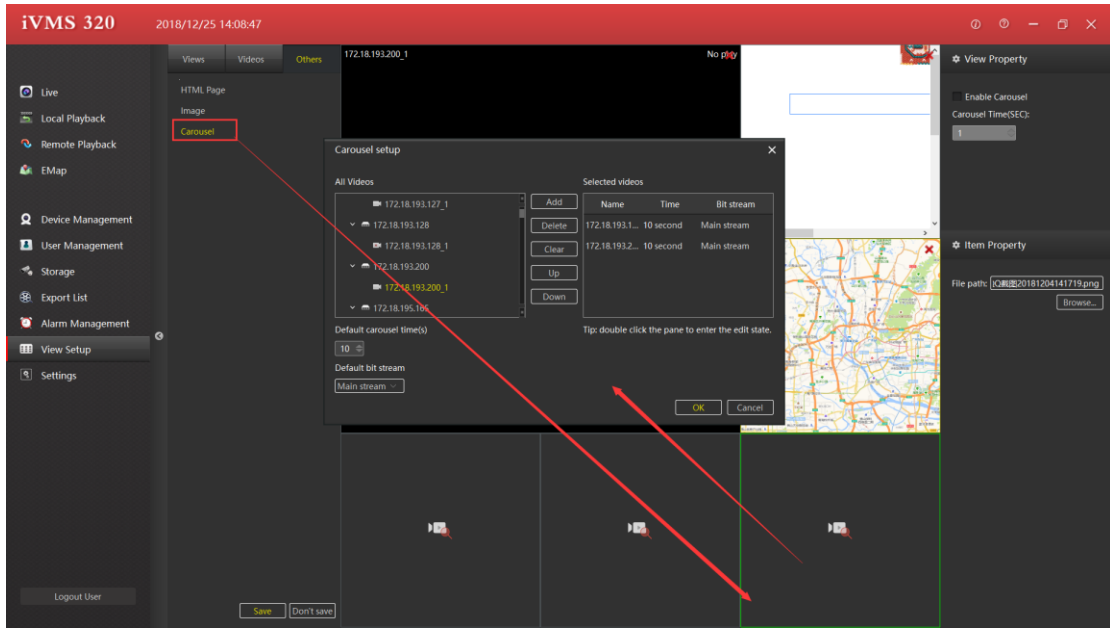 iVMS 320
2018/12/25 14:08:47
Live
Local Playback
Remote Playback
EMap
Device Management
User Management
Storage
Export List
Alarm Management
View Setup
Settings
Logout User
Views Videos Others
HTML Page
Image
Carousel
Save Don't save
172.18.193.200_1
No
Carousel setup
All Videos
172.18.193.127_1
172.18.193.128
172.18.193.128_1
172.18.193.200
172.18.193.200_1
172.18.195.165
Add
Delete
Clear
Up
Down
Selected videos
Name Time Bit stream
172.18.193.1... 10 second Main stream
172.18.193.2... 10 second Main stream
Default carousel time(s)
10
Default bit stream
Main stream
Tip: double click the pane to enter the edit state.
OK Cancel
View Property
Enable Carousel
Carousel Time(SEC):
1
Item Property
File path: 20181204141719.png
Browse...